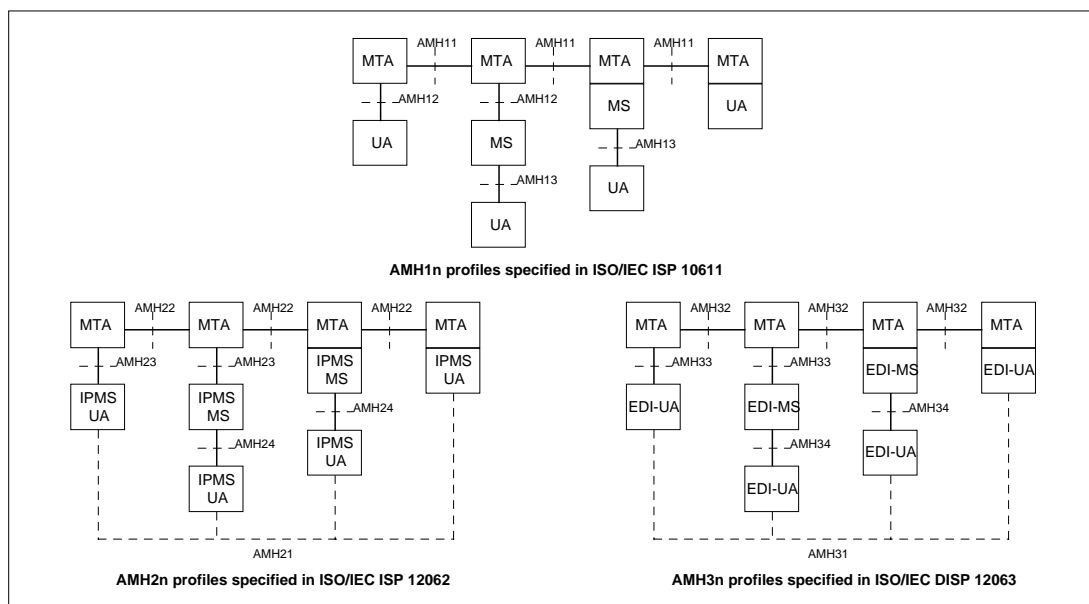 AMH11 AMH11 AMH11
MTA MTA MTA MTA
AMH12 AMH12 MS UA
UA MS AMH13
AMH13 UA
UA
AMH1n profiles specified in ISO/IEC ISP 10611
AMH22 AMH22 AMH22
MTA MTA MTA MTA
AMH23 AMH23 IPMS MS IPMS UA
IPMS UA IPMS MS AMH24
AMH24 IPMS UA
IPMS UA
AMH21
AMH2n profiles specified in ISO/IEC ISP 12062
AMH32 AMH32 AMH32
MTA MTA MTA MTA
AMH33 AMH33 EDI-MS EDI-UA
EDI-UA EDI-MS AMH34
AMH34 EDI-UA
EDI-UA
AMH31
AMH3n profiles specified in ISO/IEC DISP 12063